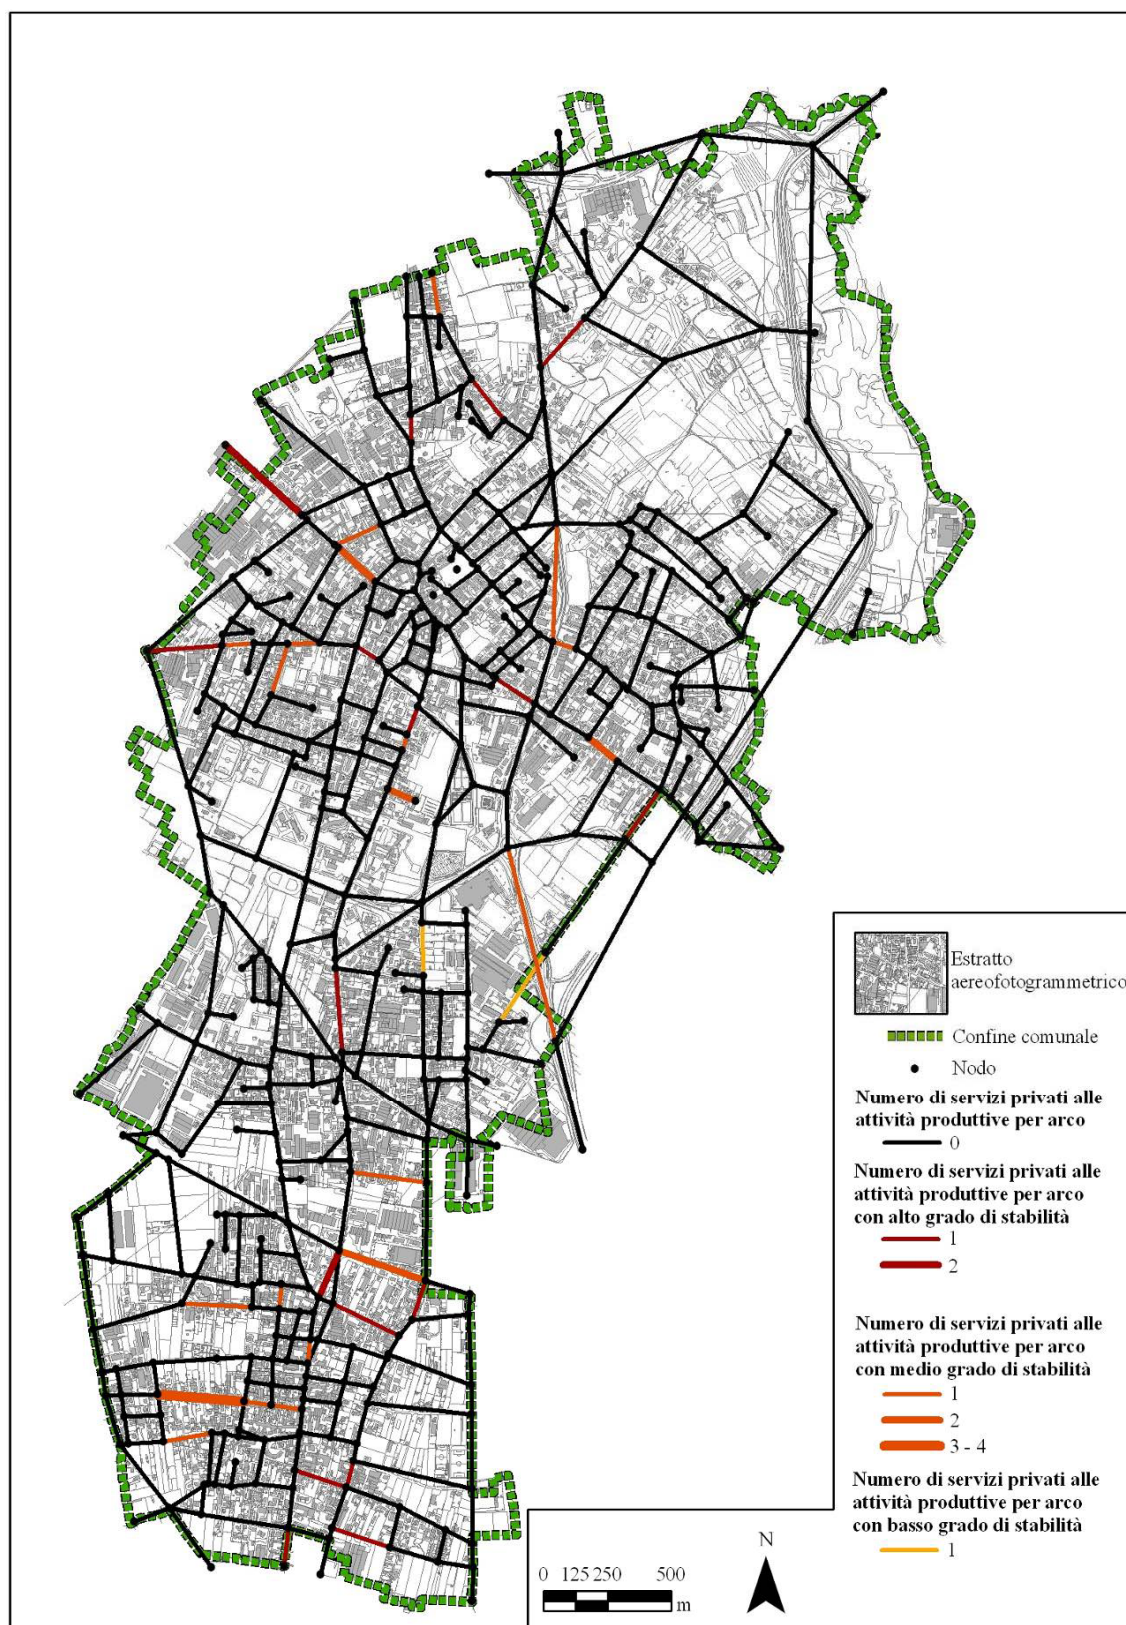 Estratto
aereofotogrammetrico
Confine comunale
Nodo
Numero di servizi privati alle
attività produttive per arco
0
Numero di servizi privati alle
attività produttive per arco
con alto grado di stabilità
1
2
Numero di servizi privati alle
attività produttive per arco
con medio grado di stabilità
1
2
3 - 4
Numero di servizi privati alle
attività produttive per arco
con basso grado di stabilità
1
N
0 125 250 500
m